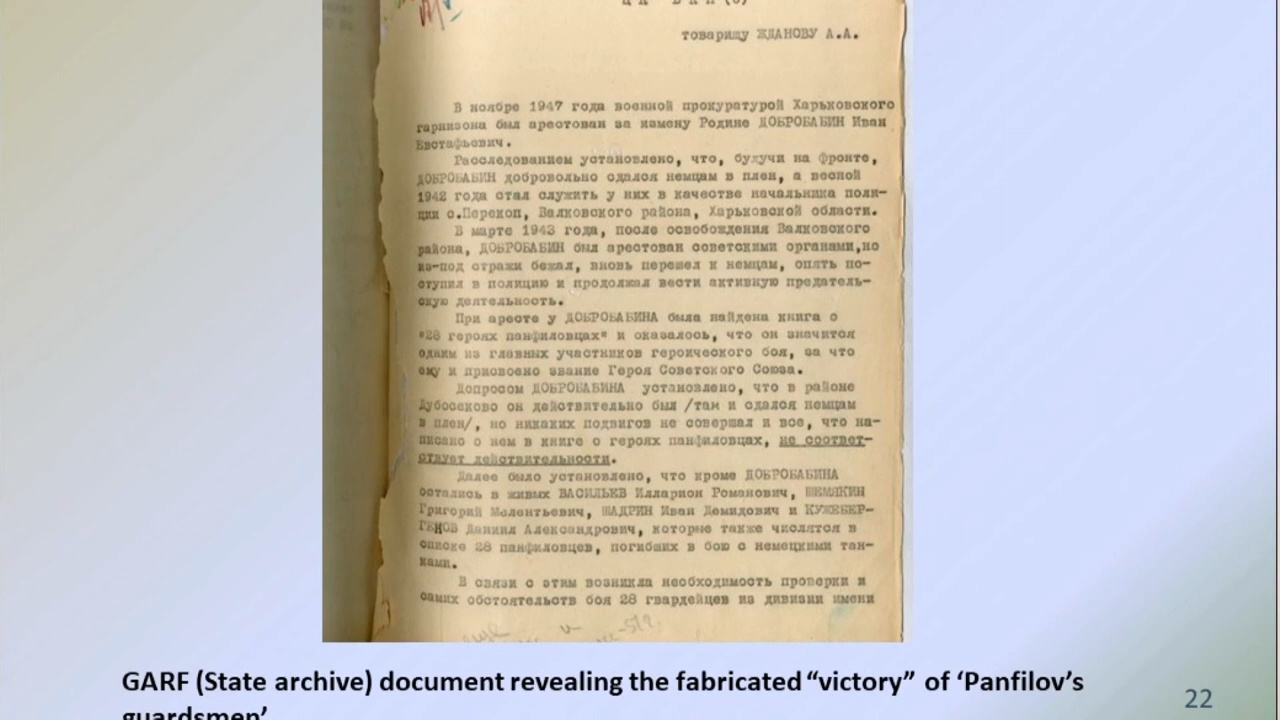 ЦК ВКП(б)
товарищу ЖДАНОВУ А.А.
В ноябре 1947 года военной прокуратурой Харьковского
гарнизона был арестован за измену Родине ДОБРОБАБИН Иван
Евстафьевич.
Расследованием установлено, что, будучи на фронте,
ДОБРОБАБИН добровольно сдался немцам в плен, а весной
1942 года стал служить у них в качестве начальника поли-
ции с.Перекоп, Валковского района, Харьковской области.
В марте 1943 года, после освобождения Валковского
района, ДОБРОБАБИН был арестован советскими органами,но
из-под стражи бежал, вновь перешел к немцам, опять по-
ступил в полицию и продолжал вести активную предатель-
скую деятельность.
При аресте у ДОБРОБАБИНА была найдена книга о
"28 героях панфиловцах" и оказалось, что он значится
одним из главных участников героического боя, за что
ему и присвоено звание Героя Советского Союза.
Допросом ДОБРОБАБИНА установлено, что в районе
Дубосеково он действительно был /там и сдался немцам
в плен/, но никаких подвигов не совершал и все, что на-
писано о нем в книге о героях панфиловцах, не соответ-
ствует действительности.
Далее было установлено, что кроме ДОБРОБАБИНА
остались в живых ВАСИЛЬЕВ Илларион Романович, ШЕМЯКИН
Григорий Мелентьевич, ШАДРИН Иван Демидович и КУЖЕБЕР-
ГЕНОВ Даниил Александрович, которые также числятся в
списке 28 панфиловцев, погибших в бою с немецкими тан-
ками.
В связи с этим возникла необходимость проверки и
самих обстоятельств боя 28 гвардейцев из дивизии имени
GARF (State archive) document revealing the fabricated “victory” of ‘Panfilov’s
guardsmen’
22